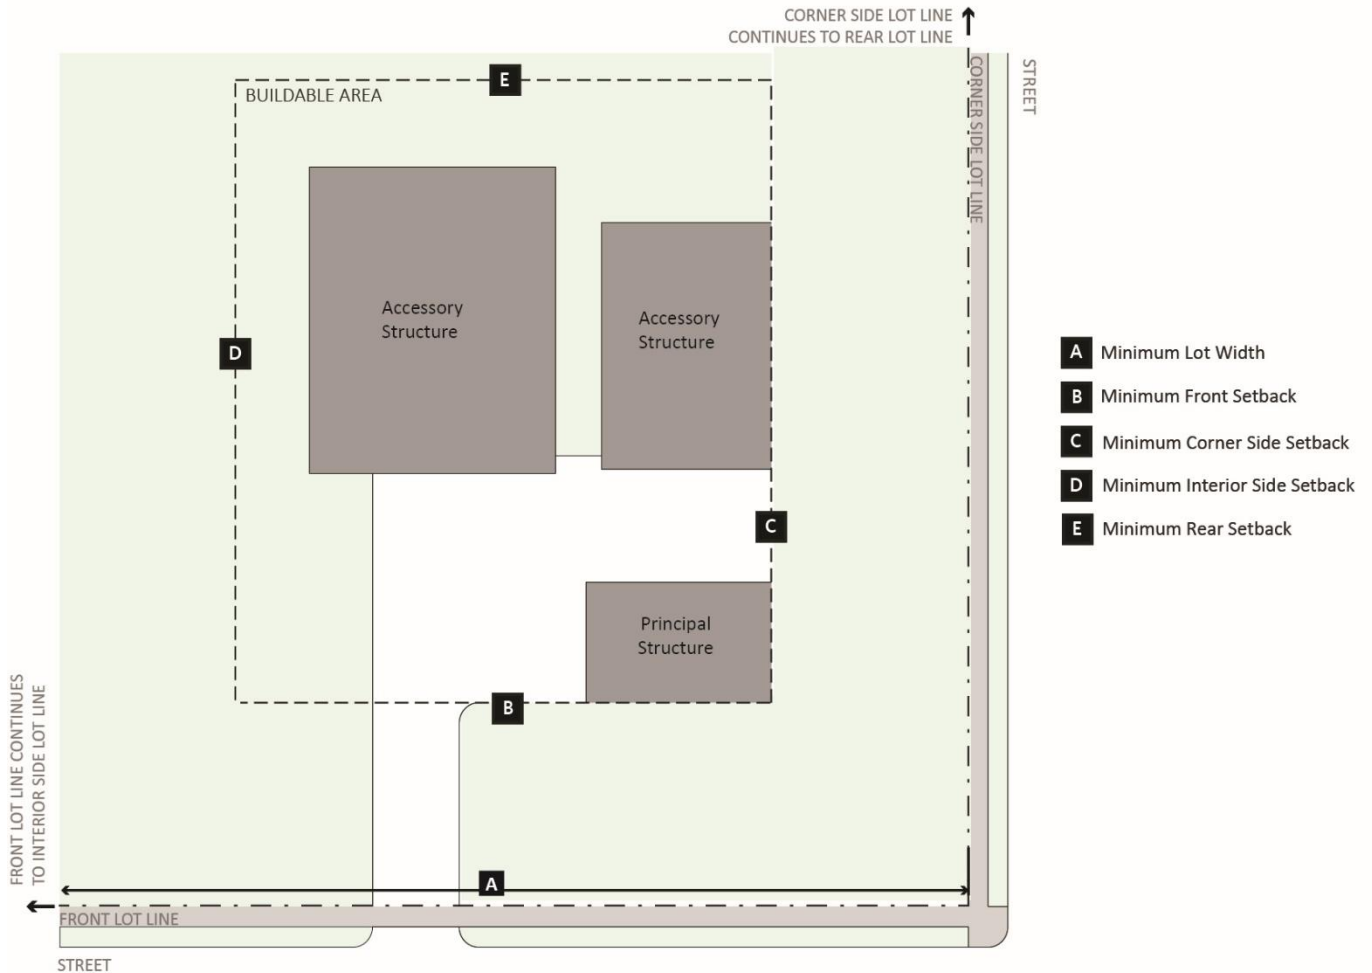 CORNER SIDE LOT LINE
CONTINUES TO REAR LOT LINE
E
BUILDABLE AREA
CORNER SIDE LOT LINE
STREET
Accessory
Structure
Accessory
Structure
D
A Minimum Lot Width
B Minimum Front Setback
C Minimum Corner Side Setback
D Minimum Interior Side Setback
E Minimum Rear Setback
C
Principal
Structure
B
FRONT LOT LINE CONTINUES
TO INTERIOR SIDE LOT LINE
A
FRONT LOT LINE
STREET